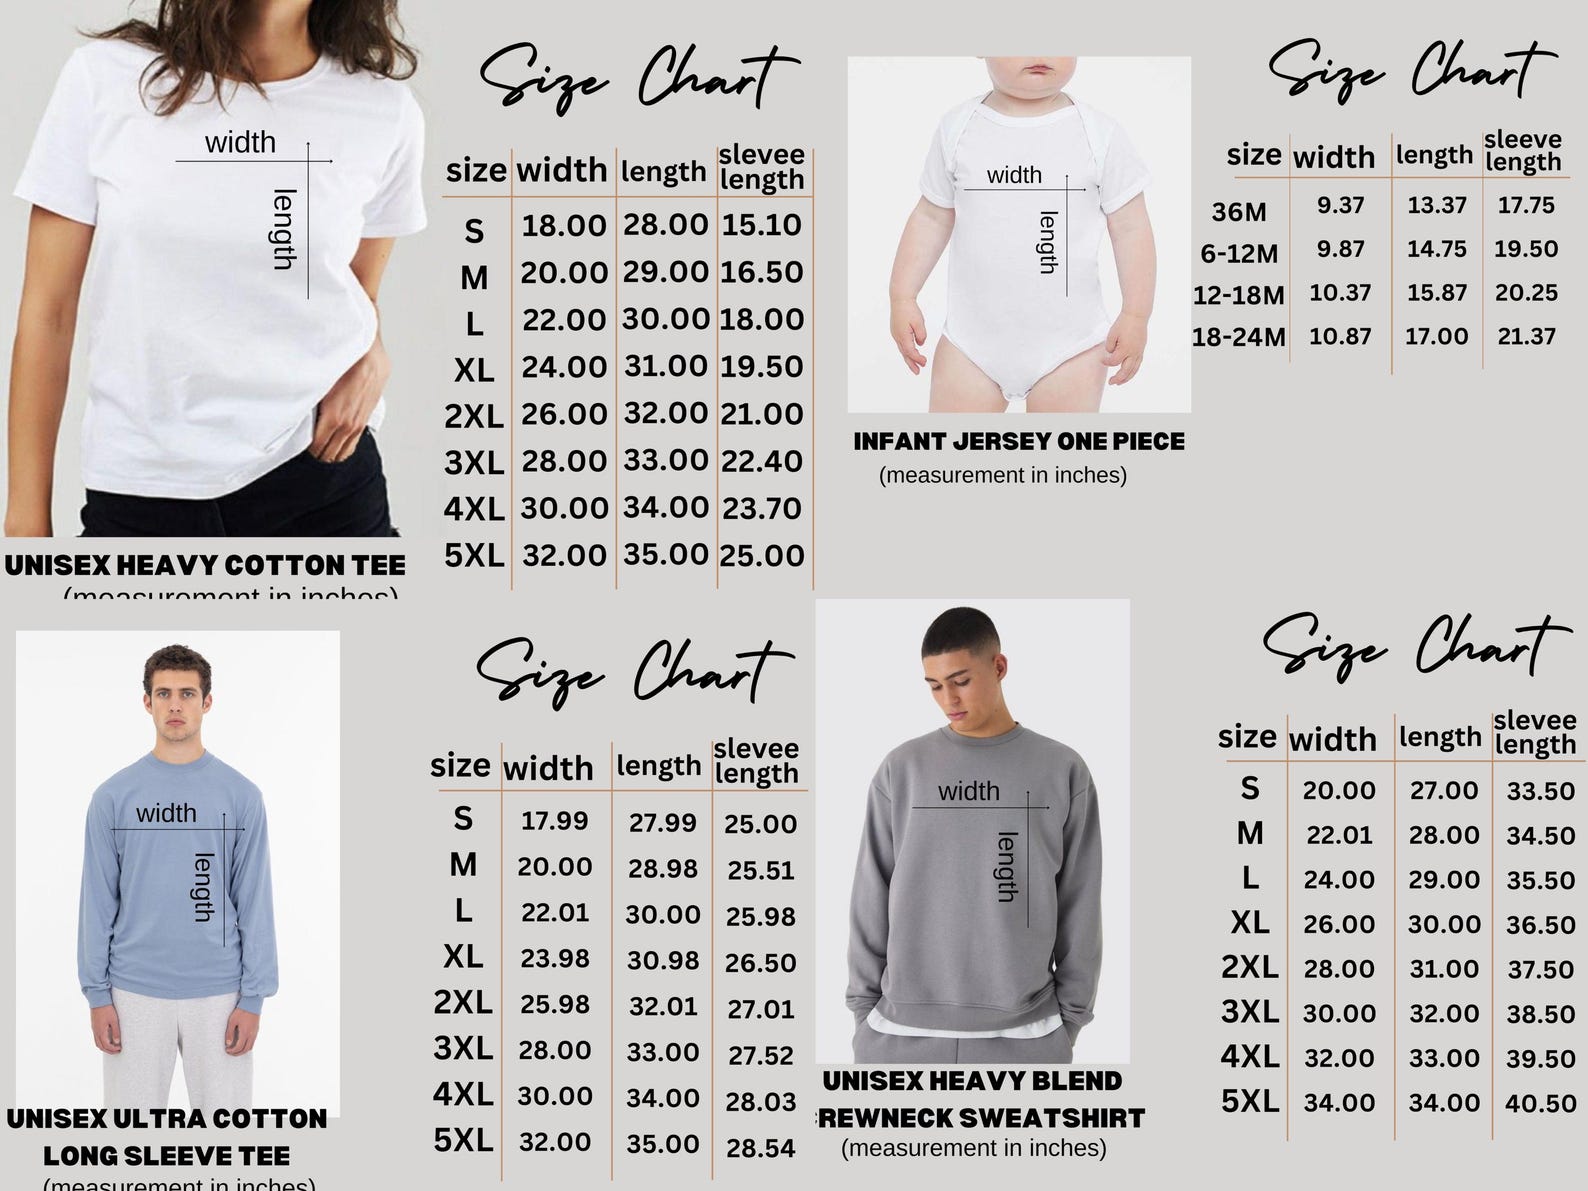 Size Chart
width
length
size width length slevee length
S 18.00 28.00 15.10
M 20.00 29.00 16.50
L 22.00 30.00 18.00
XL 24.00 31.00 19.50
2XL 26.00 32.00 21.00
3XL 28.00 33.00 22.40
4XL 30.00 34.00 23.70
5XL 32.00 35.00 25.00
UNISEX HEAVY COTTON TEE
(measurement in inches)
Size Chart
width
length
size width length sleeve length
36M 9.37 13.37 17.75
6-12M 9.87 14.75 19.50
12-18M 10.37 15.87 20.25
18-24M 10.87 17.00 21.37
INFANT JERSEY ONE PIECE
(measurement in inches)
Size Chart
width
length
size width length slevee length
S 17.99 27.99 25.00
M 20.00 28.98 25.51
L 22.01 30.00 25.98
XL 23.98 30.98 26.50
2XL 25.98 32.01 27.01
3XL 28.00 33.00 27.52
4XL 30.00 34.00 28.03
5XL 32.00 35.00 28.54
UNISEX ULTRA COTTON
LONG SLEEVE TEE
(measurement in inches)
Size Chart
width
length
size width length slevee length
S 20.00 27.00 33.50
M 22.01 28.00 34.50
L 24.00 29.00 35.50
XL 26.00 30.00 36.50
2XL 28.00 31.00 37.50
3XL 30.00 32.00 38.50
4XL 32.00 33.00 39.50
5XL 34.00 34.00 40.50
UNISEX HEAVY BLEND
CREWNECK SWEATSHIRT
(measurement in inches)